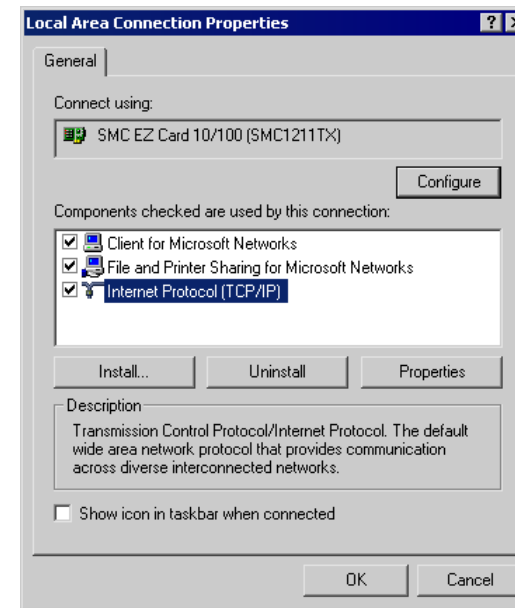 Local Area Connection Properties
General
Connect using:
SMC EZ Card 10/100 (SMC1211TX)
Configure
Components checked are used by this connection:
Client for Microsoft Networks
File and Printer Sharing for Microsoft Networks
Internet Protocol (TCP/IP)
Install... Uninstall Properties
Description
Transmission Control Protocol/Internet Protocol. The default
wide area network protocol that provides communication
across diverse interconnected networks.
Show icon in taskbar when connected
OK Cancel